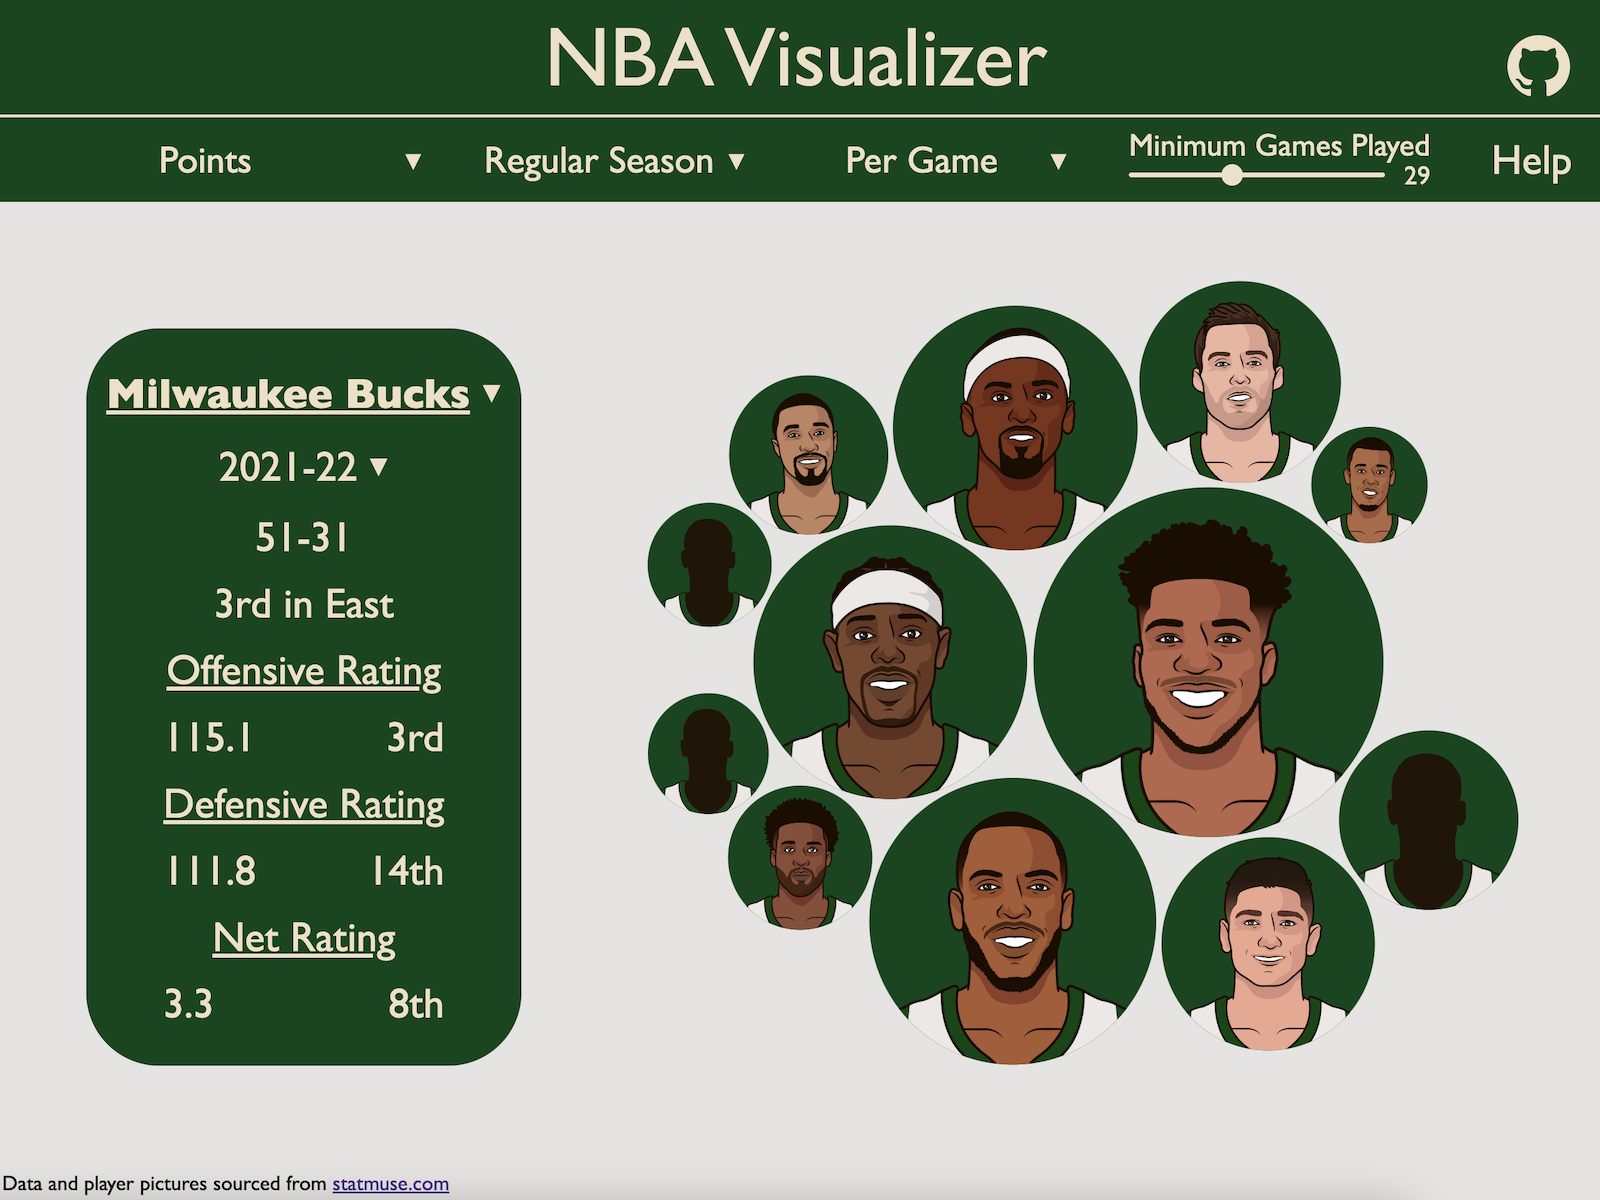 NBA Visualizer
Points ▼
Regular Season ▼
Per Game ▼
Minimum Games Played
29
Help
Milwaukee Bucks ▼
2021-22 ▼
51-31
3rd in East
Offensive Rating
115.1 3rd
Defensive Rating
111.8 14th
Net Rating
3.3 8th
Data and player pictures sourced from statmuse.com